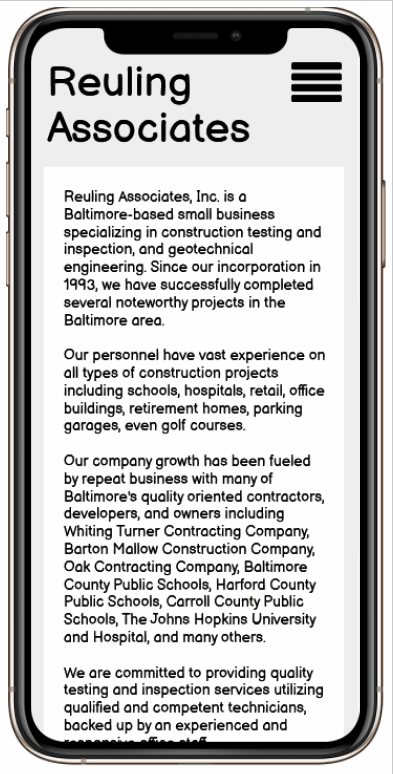 Reuling
Associates
Reuling Associates, Inc. is a
Baltimore-based small business
specializing in construction testing and
inspection, and geotechnical
engineering. Since our incorporation in
1993, we have successfully completed
several noteworthy projects in the
Baltimore area.
Our personnel have vast experience on
all types of construction projects
including schools, hospitals, retail, office
buildings, retirement homes, parking
garages, even golf courses.
Our company growth has been fueled
by repeat business with many of
Baltimore's quality oriented contractors,
developers, and owners including
Whiting Turner Contracting Company,
Barton Mallow Construction Company,
Oak Contracting Company, Baltimore
County Public Schools, Harford County
Public Schools, Carroll County Public
Schools, The Johns Hopkins University
and Hospital, and many others.
We are committed to providing quality
testing and inspection services utilizing
qualified and competent technicians,
backed up by an experienced and
responsive office staff.